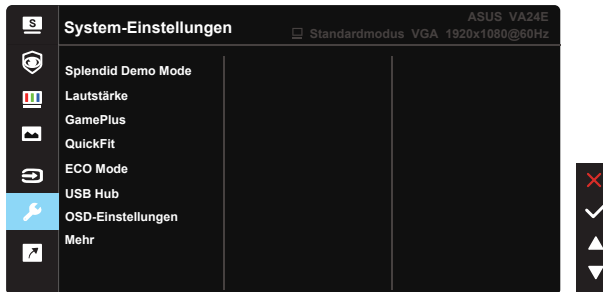 S
System-Einstellungen
ASUS VA24E
Standardmodus VGA 1920x1080@60Hz
Splendid Demo Mode
Lautstärke
GamePlus
QuickFit
ECO Mode
USB Hub
OSD-Einstellungen
Mehr